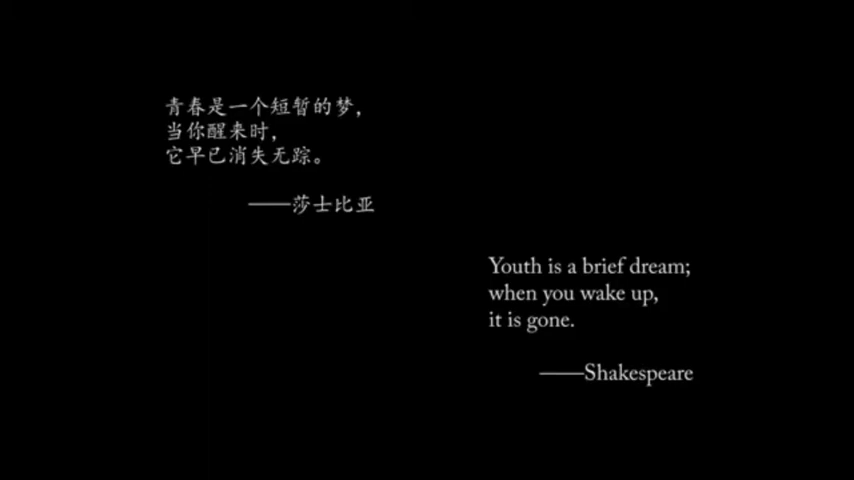 青春是一个短暂的梦，
当你醒来时，
它早已消失无踪。
——莎士比亚
Youth is a brief dream;
when you wake up,
it is gone.
——Shakespeare